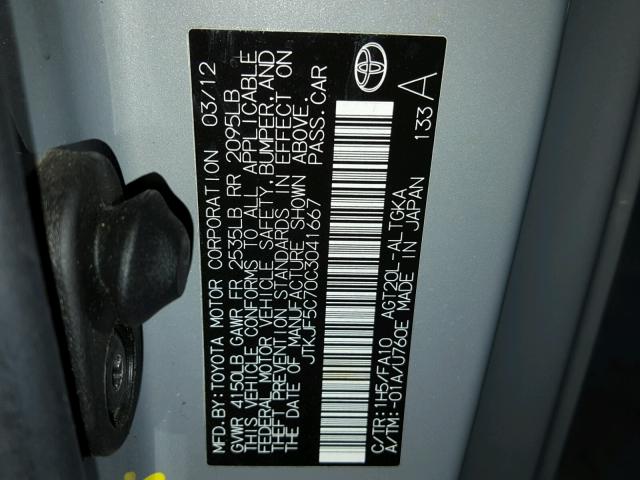 MFD. BY: TOYOTA MOTOR CORPORATION 03/12
GVWR 4150LB GAWR FR 2535LB RR 2095LB
THIS VEHICLE CONFORMS TO ALL APPLICABLE
FEDERAL MOTOR VEHICLE SAFETY, BUMPER, AND
THEFT PREVENTION STANDARDS IN EFFECT ON
THE DATE OF MANUFACTURE SHOWN ABOVE.
JTKJF5C70C3041667 PASS. CAR
C/TR: 1H5/FA10 AGT20L-ALTGKA
A/TM: -01A/U760E MADE IN JAPAN 133 A